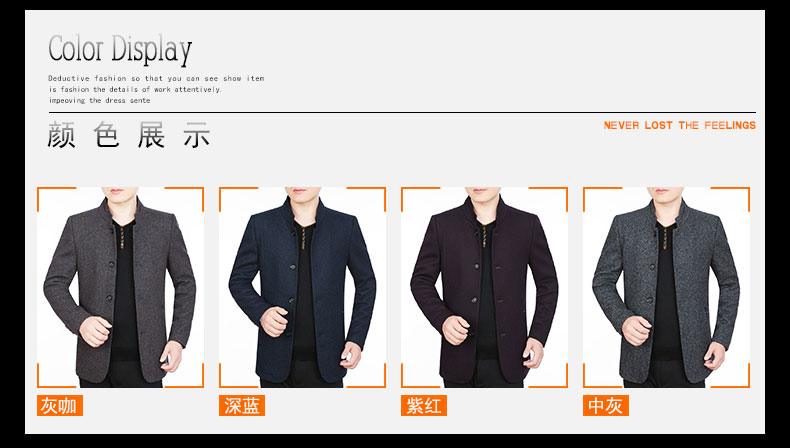 Color Display
Deductive fashion so that you can see show item
is fashion the details of work attentively.
impeoving the dress sente
颜色展示
NEVER LOST THE FEELINGS
灰咖
深蓝
紫红
中灰